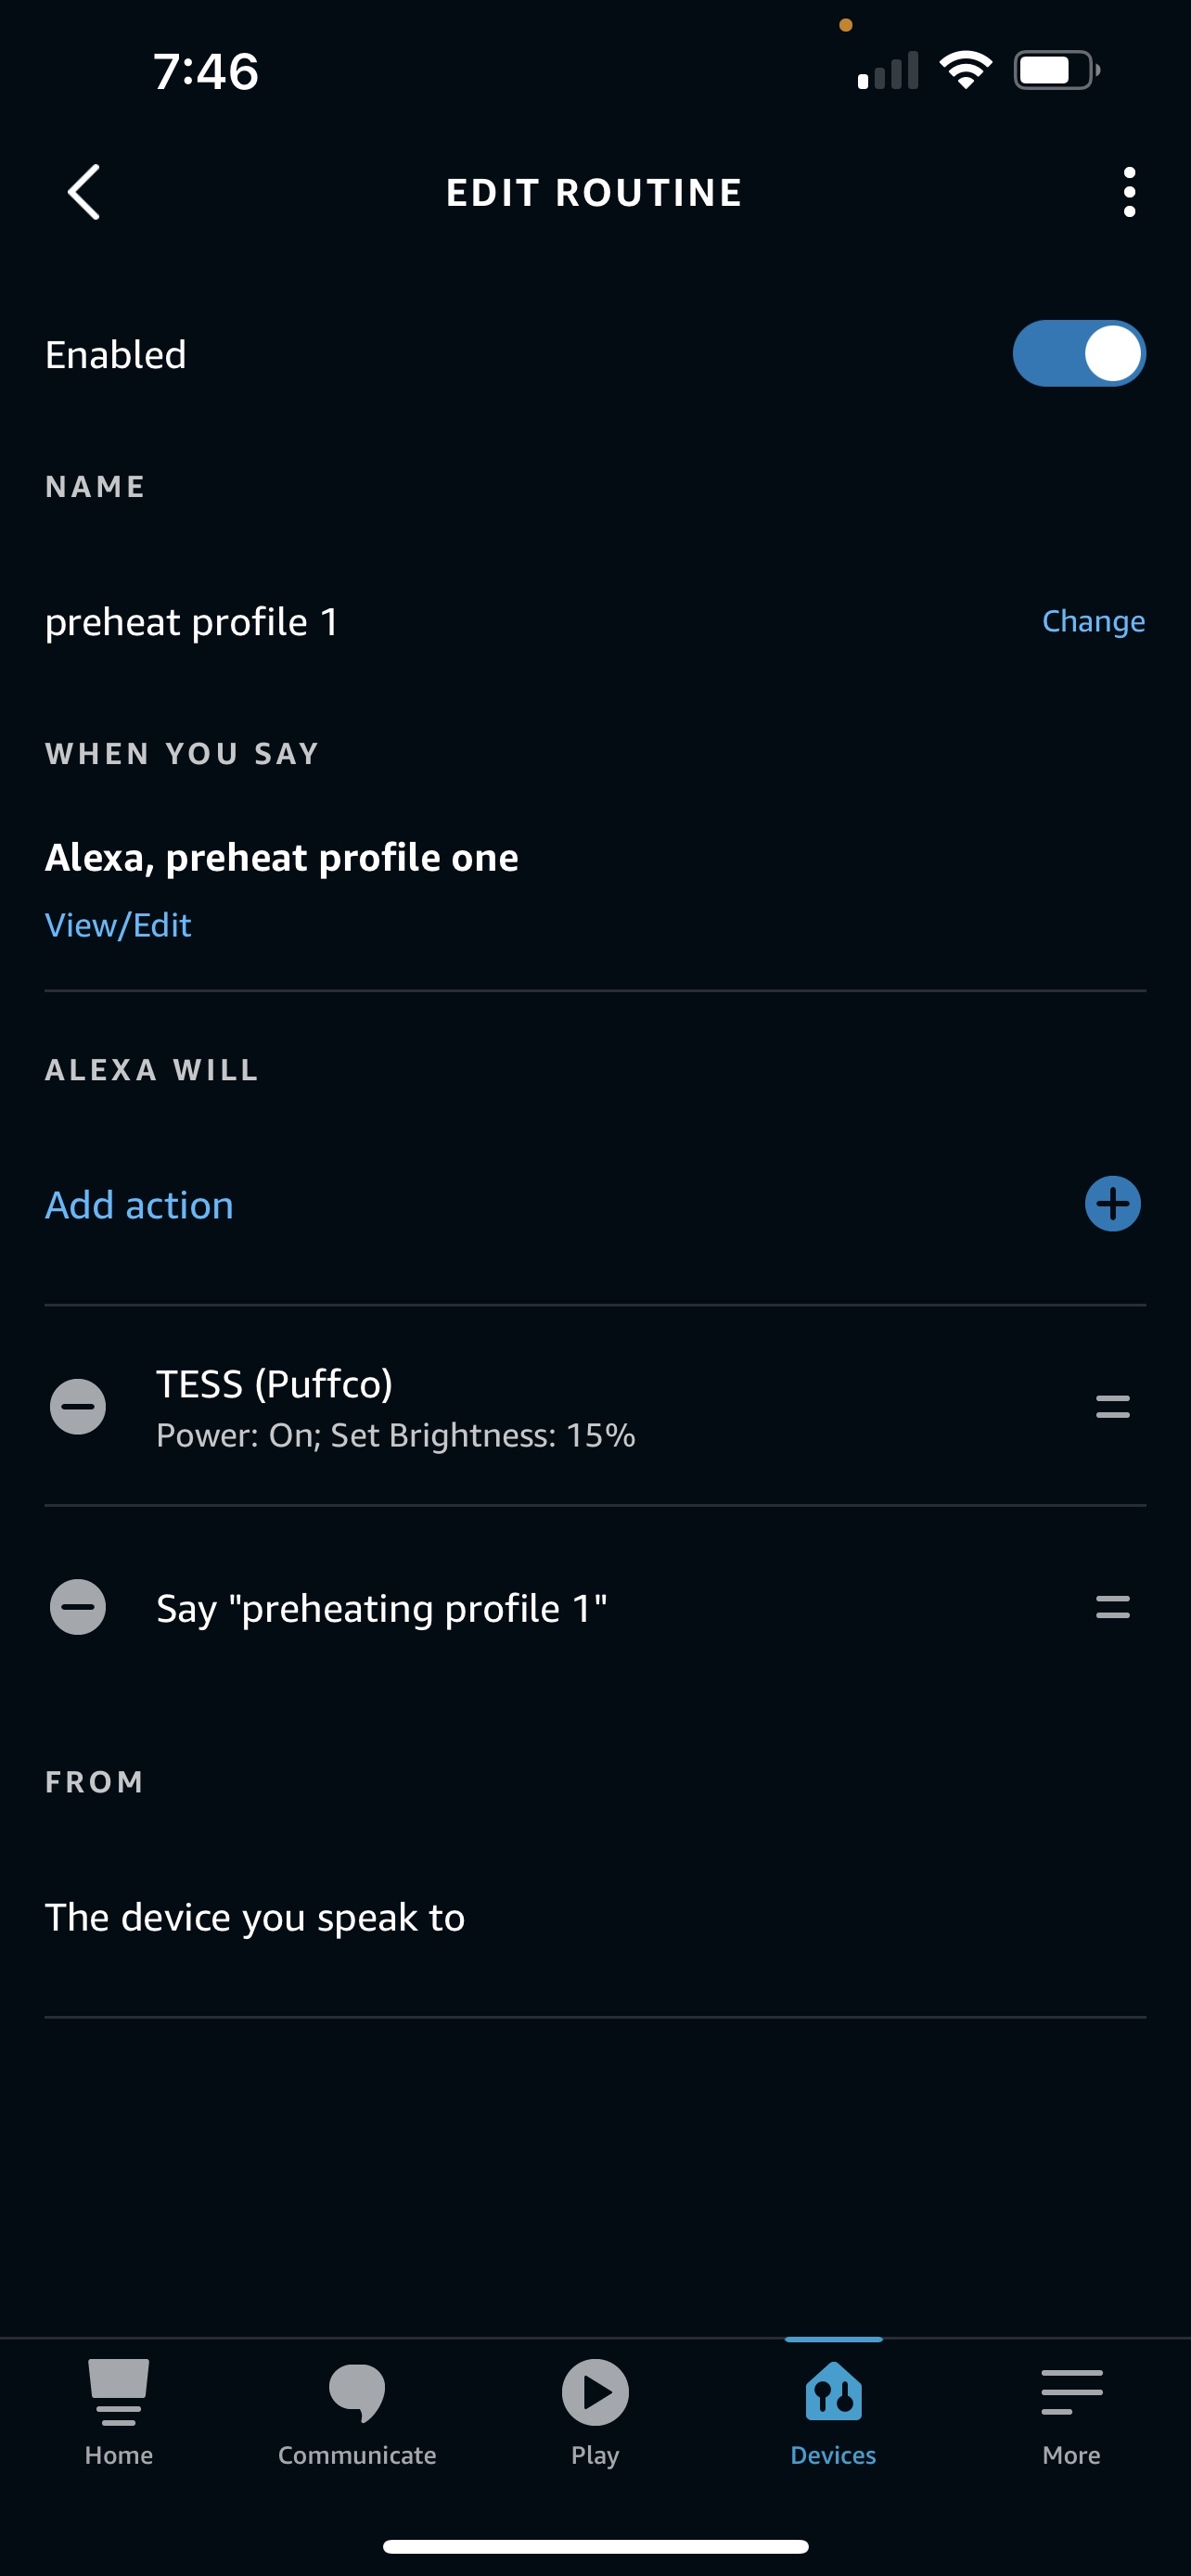 7:46
EDIT ROUTINE
Enabled
NAME
preheat profile 1
Change
WHEN YOU SAY
Alexa, preheat profile one
View/Edit
ALEXA WILL
Add action
TESS (Puffco)
Power: On; Set Brightness: 15%
Say "preheating profile 1"
FROM
The device you speak to
Home Communicate Play Devices More